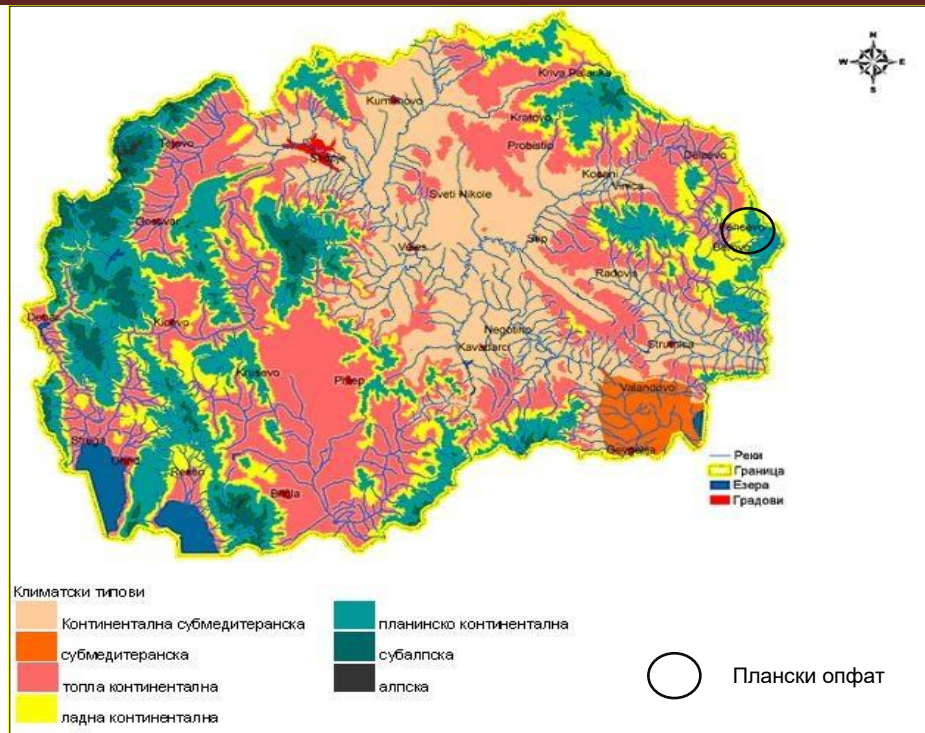 N
W E
S
Kriva Palanka
Kumanovo
Kratovo
Tetovo
Skopje
Probistip
Delcevo
Kocani
Vinica
Sveti Nikole
Gostivar
Veles
Stip
Berovo
Radovis
Debar
Kicevo
Negotino
Kavadarci
Strumica
Krusevo
Prilep
Valandovo
Struga
Ohrid
Resen
Gevgelija
Bitola
Реки
Граница
Езера
Градови
Климатски типови
Континентална субмедитеранска
субмедитеранска
топла континентална
ладна континентална
планинско континентална
субалпска
алпска
Плански опфат